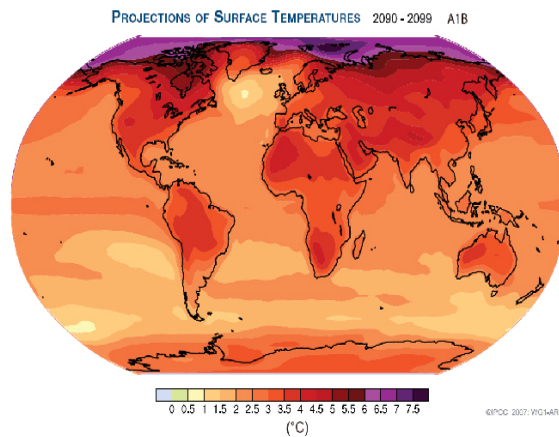 PROJECTIONS OF SURFACE TEMPERATURES 2090 - 2099 A1B
0 0.5 1 1.5 2 2.5 3 3.5 4 4.5 5 5.5 6 6.5 7 7.5
(°C)
©IPCC 2007: WG1-AR